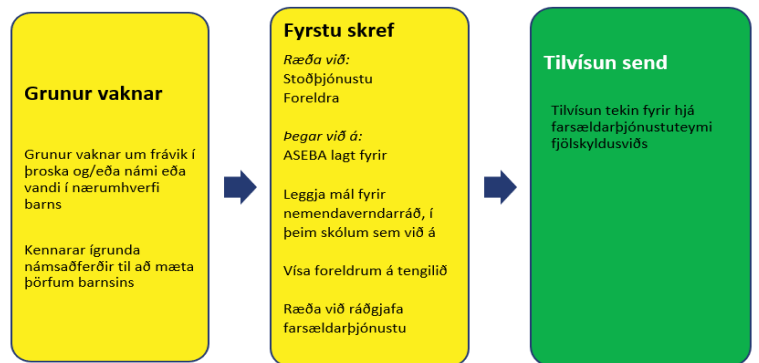 Grunur vaknar
Grunur vaknar um frávik í
þroska og/eða námi eða
vandi í nærumhverfi
barns
Kennarar ígrunda
námsaðferðir til að mæta
þörfum barnsins
Fyrstu skref
Ræða við:
Stoðþjónustu
Foreldra
Þegar við á:
ASEBA lagt fyrir
Leggja mál fyrir
nemendaverndarráð, í
þeim skólum sem við á
Vísa foreldrum á tengilið
Ræða við ráðgjafa
farsældarþjónustu
Tilvísun send
Tilvísun tekin fyrir hjá
farsældarþjónustuteymi
fjölskyldusviðs